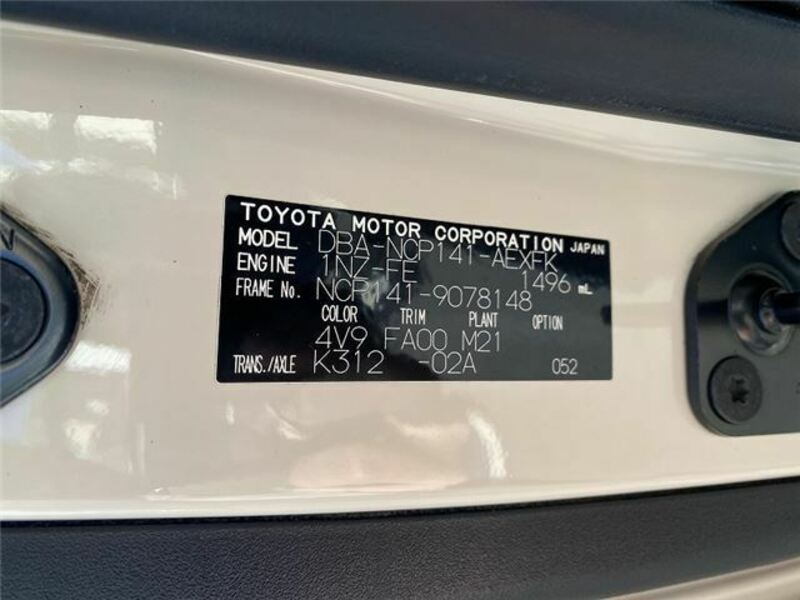 TOYOTA MOTOR CORPORATION JAPAN
MODEL DBA-NCP141-AEXFK
ENGINE 1NZ-FE 1496 mL
FRAME No. NCP141-9078148
COLOR TRIM PLANT OPTION
4V9 FA00 M21
TRANS./AXLE K312 -02A 052